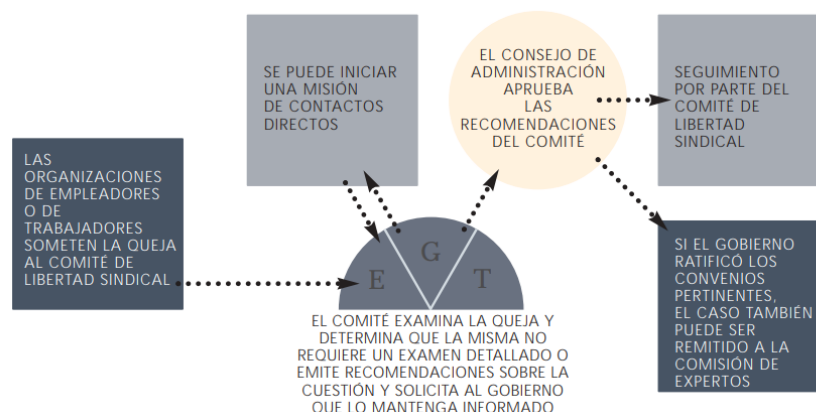 LAS
ORGANIZACIONES
DE EMPLEADORES
O DE
TRABAJADORES
SOMETEN LA QUEJA
AL COMITÉ DE
LIBERTAD SINDICAL
SE PUEDE INICIAR
UNA MISIÓN
DE CONTACTOS
DIRECTOS
E
G
T
EL COMITÉ EXAMINA LA QUEJA Y
DETERMINA QUE LA MISMA NO
REQUIERE UN EXAMEN DETALLADO O
EMITE RECOMENDACIONES SOBRE LA
CUESTIÓN Y SOLICITA AL GOBIERNO
QUE LO MANTENGA INFORMADO
EL CONSEJO DE
ADMINISTRACIÓN
APRUEBA
LAS
RECOMENDACIONES
DEL COMITÉ
SEGUIMIENTO
POR PARTE DEL
COMITÉ DE
LIBERTAD
SINDICAL
SI EL GOBIERNO
RATIFICÓ LOS
CONVENIOS
PERTINENTES,
EL CASO TAMBIÉN
PUEDE SER
REMITIDO A LA
COMISIÓN DE
EXPERTOS